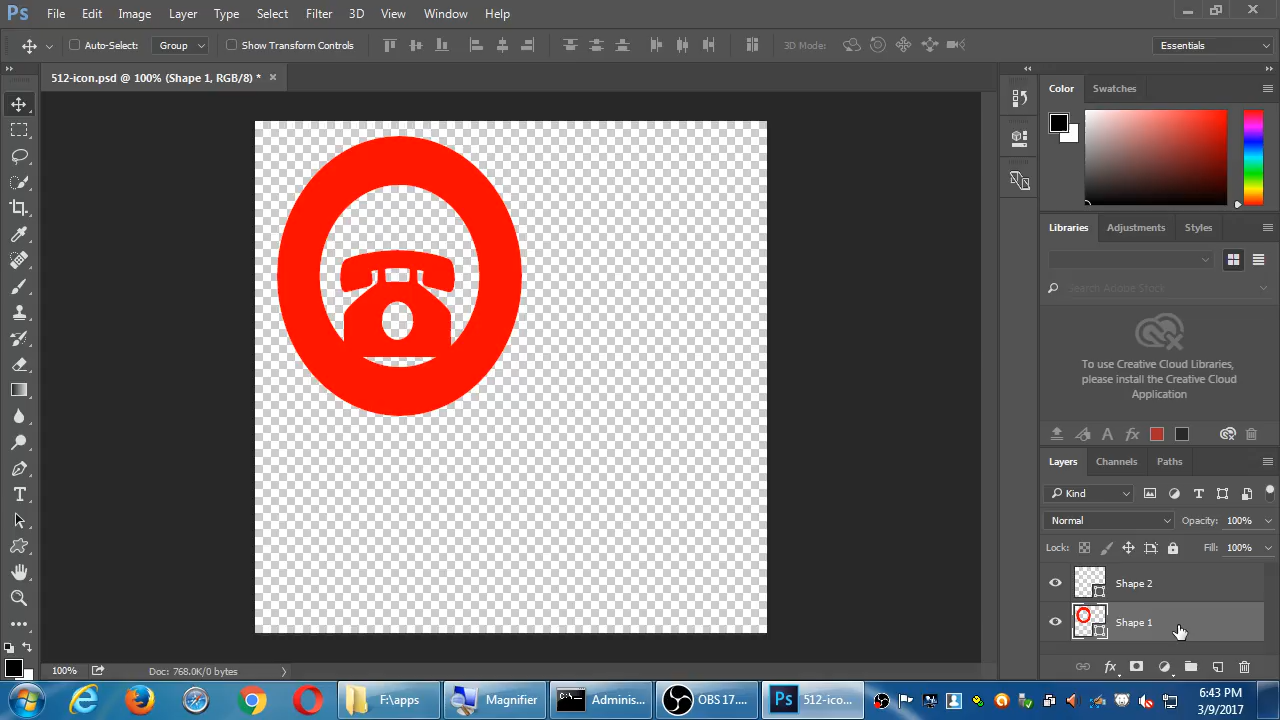 Ps File Edit Image Layer Type Select Filter 3D View Window Help
Auto-Select: Group Show Transform Controls 3D Mode: Essentials
512-icon.psd @ 100% (Shape 1, RGB/8) * ×
Color Swatches
Libraries Adjustments Styles
Search Adobe Stock
To use Creative Cloud Libraries,
please install the Creative Cloud
Application
Layers Channels Paths
Kind
Normal Opacity: 100%
Lock: Fill: 100%
Shape 2
Shape 1
100% Doc: 768.0K/0 bytes
F:\apps Magnifier Adminis... OBS 17.... Ps 512-ico...
6:43 PM
3/9/2017